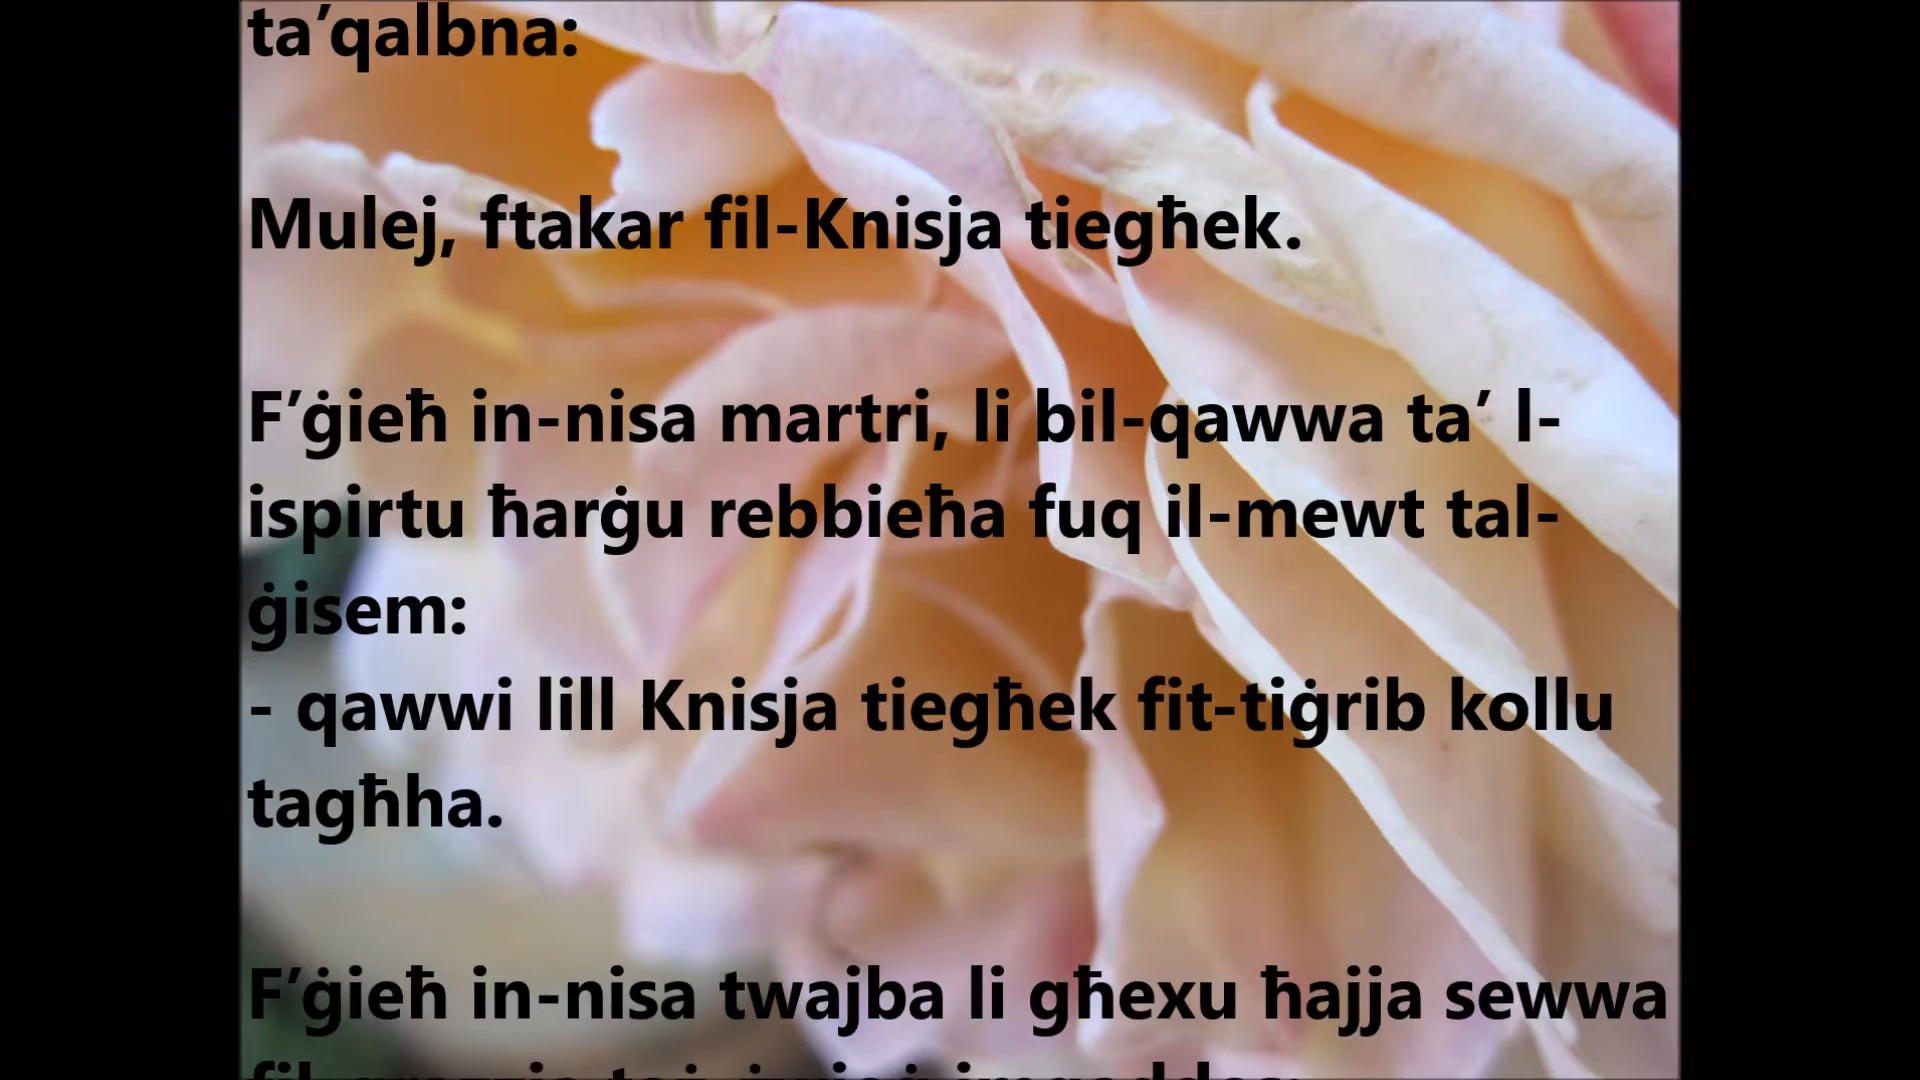 ta’qalbna:
Mulej, ftakar fil-Knisja tiegħek.
F’ġieħ in-nisa martri, li bil-qawwa ta’ l-
ispirtu ħarġu rebbieħa fuq il-mewt tal-
ġisem:
- qawwi lill Knisja tiegħek fit-tiġrib kollu
tagħha.
F’ġieħ in-nisa twajba li għexu ħajja sewwa